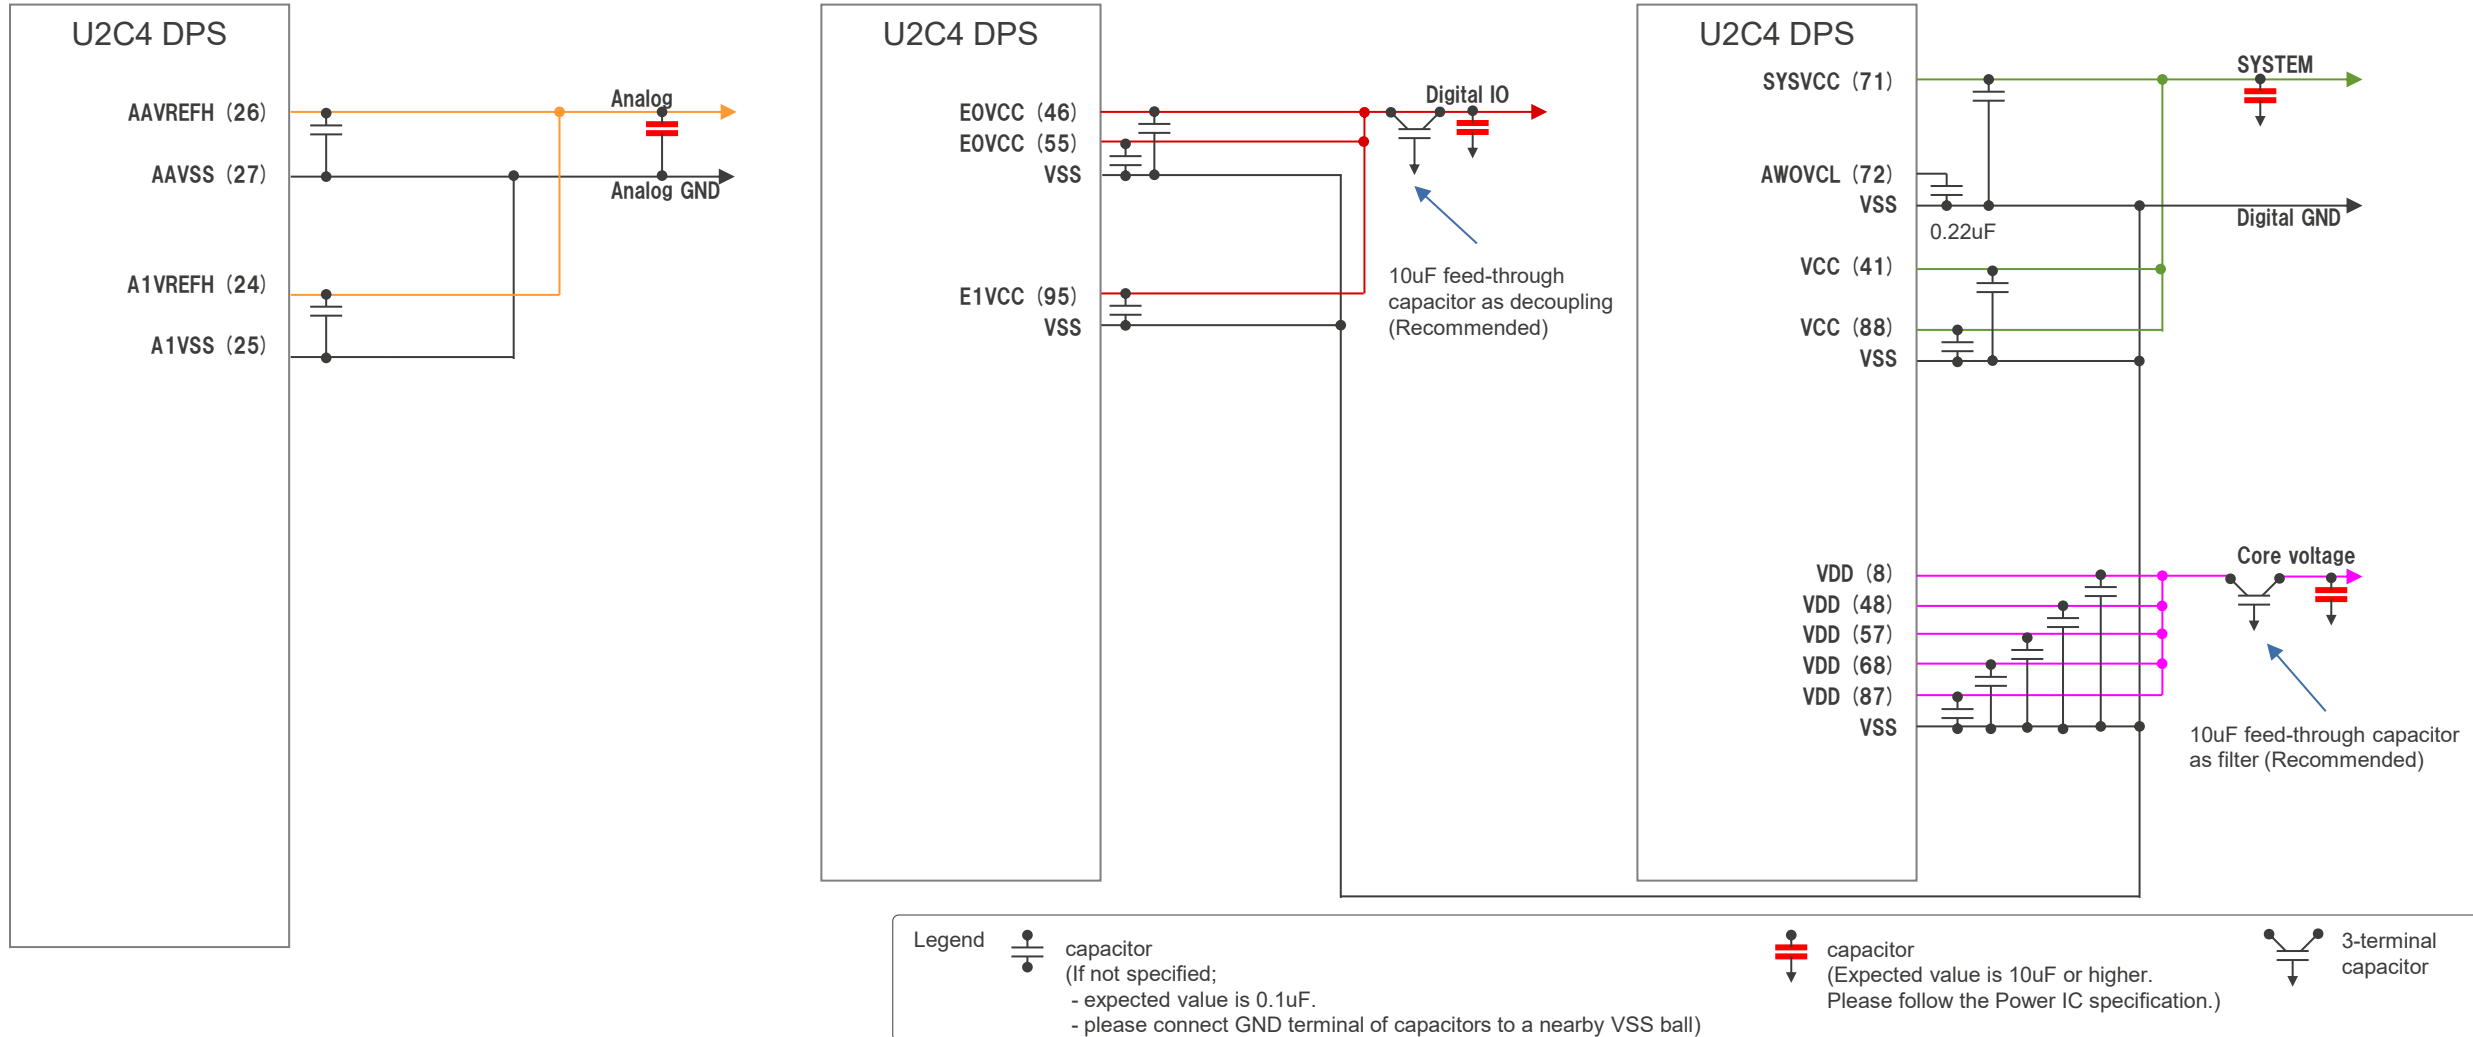 U2C4 DPS
AAVREFH (26)
AAVSS (27)
A1VREFH (24)
A1VSS (25)
Analog
Analog GND
U2C4 DPS
E0VCC (46)
E0VCC (55)
VSS
E1VCC (95)
VSS
Digital IO
10uF feed-through
capacitor as decoupling
(Recommended)
U2C4 DPS
SYSVCC (71)
AWOVCL (72)
VSS
0.22uF
VCC (41)
VCC (88)
VSS
VDD (8)
VDD (48)
VDD (57)
VDD (68)
VDD (87)
VSS
SYSTEM
Digital GND
Core voltage
10uF feed-through capacitor
as filter (Recommended)
Legend
capacitor
(If not specified;
- expected value is 0.1uF.
- please connect GND terminal of capacitors to a nearby VSS ball)
capacitor
(Expected value is 10uF or higher.
Please follow the Power IC specification.)
3-terminal
capacitor